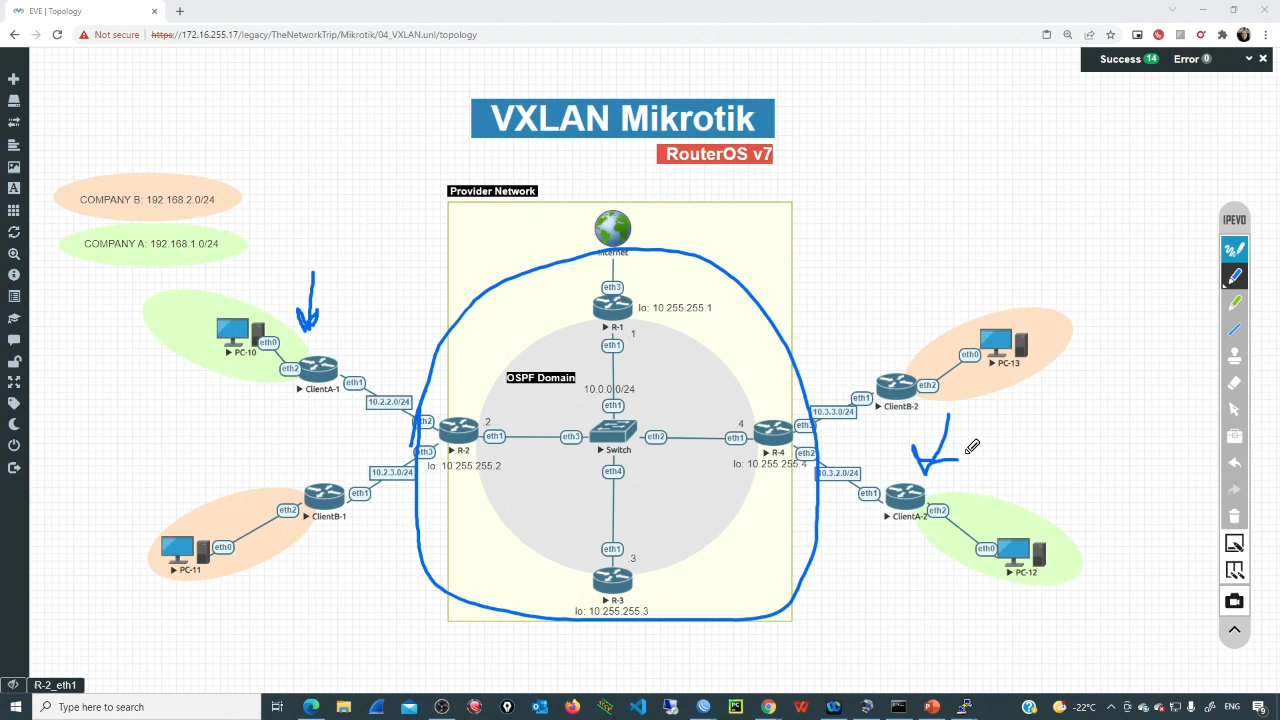 EVE | Topology
Not secure
https://172.16.255.17/legacy/TheNetworkTrip/Mikrotik/04_VXLAN.unl/topology
Success 14 Error 0
VXLAN Mikrotik
RouterOS v7
Provider Network
COMPANY B: 192.168.2.0/24
COMPANY A: 192.168.1.0/24
IPEVO
Internet
eth3
lo: 10.255.255.1
R-1
.1
eth1
PC-10
eth0
eth2
ClientA-1
eth1
10.2.2.0/24
eth2
OSPF Domain
10.0.0.0/24
eth1
PC-13
eth0
eth2
ClientB-2
eth1
10.3.3.0/24
eth3
.2
eth1
R-2
eth3
lo: 10.255.255.2
eth3
Switch
eth2
eth4
4
eth1
R-4
eth2
lo: 10.255.255.4
10.2.3.0/24
eth1
ClientB-1
eth2
eth0
PC-11
10.3.2.0/24
eth1
ClientA-2
eth2
eth0
PC-12
eth1
.3
R-3
lo: 10.255.255.3
R-2_eth1
Type here to search
-22°C
ENG